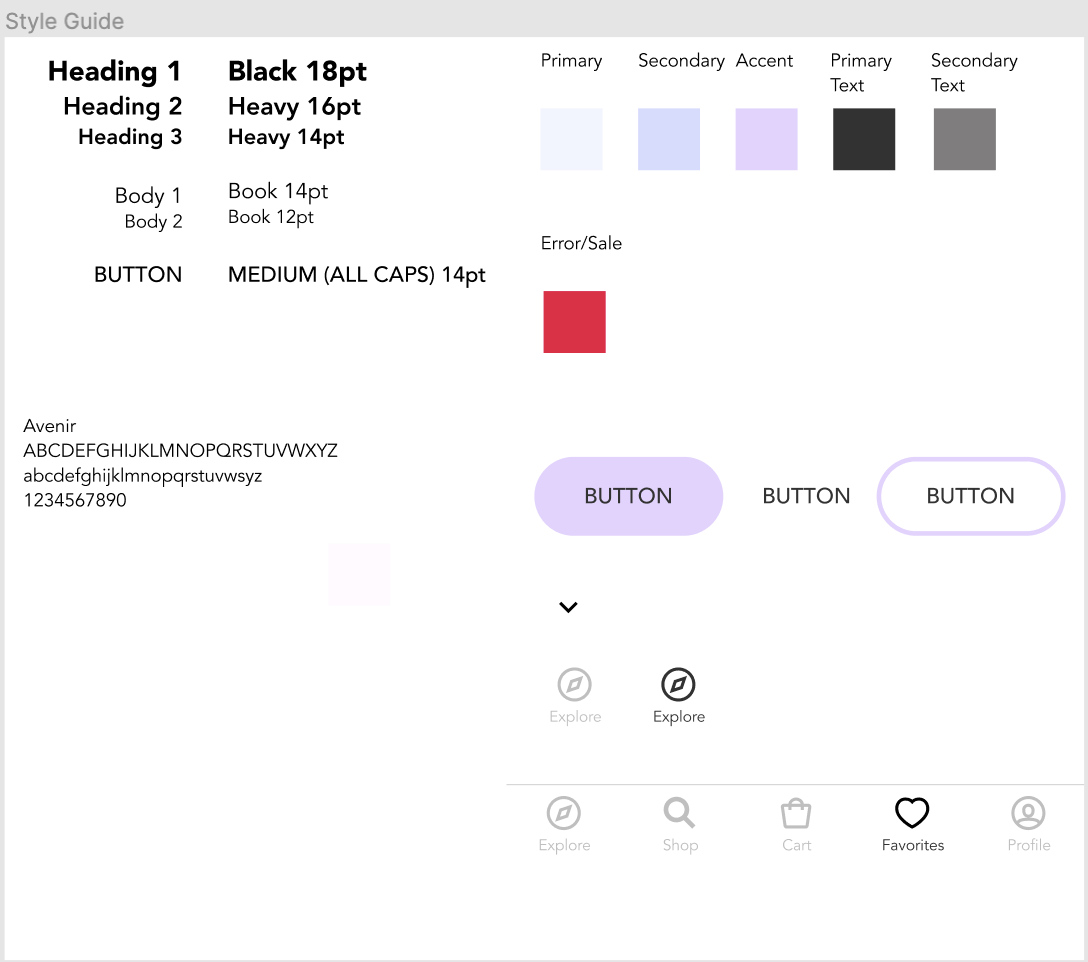 Style Guide
Heading 1 Black 18pt
Heading 2 Heavy 16pt
Heading 3 Heavy 14pt
Body 1 Book 14pt
Body 2 Book 12pt
BUTTON MEDIUM (ALL CAPS) 14pt
Avenir
ABCDEFGHIJKLMNOPQRSTUVWXYZ
abcdefghijklmnopqrstuvwsyz
1234567890
Primary Secondary Accent Primary Secondary
Text Text
Error/Sale
BUTTON BUTTON BUTTON
Explore Explore
Explore Shop Cart Favorites Profile